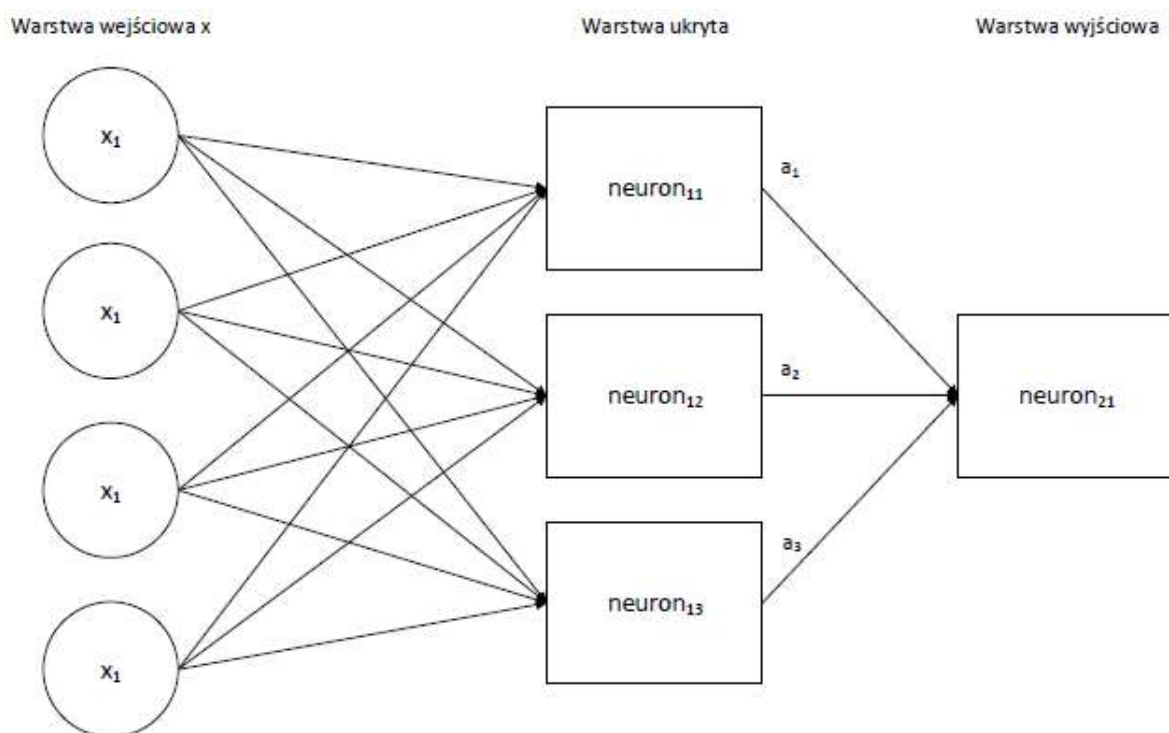 Warstwa wejściowa x
Warstwa ukryta
Warstwa wyjściowa
x₁
x₁
x₁
x₁
neuron₁₁
neuron₁₂
neuron₁₃
a₁
a₂
a₃
neuron₂₁